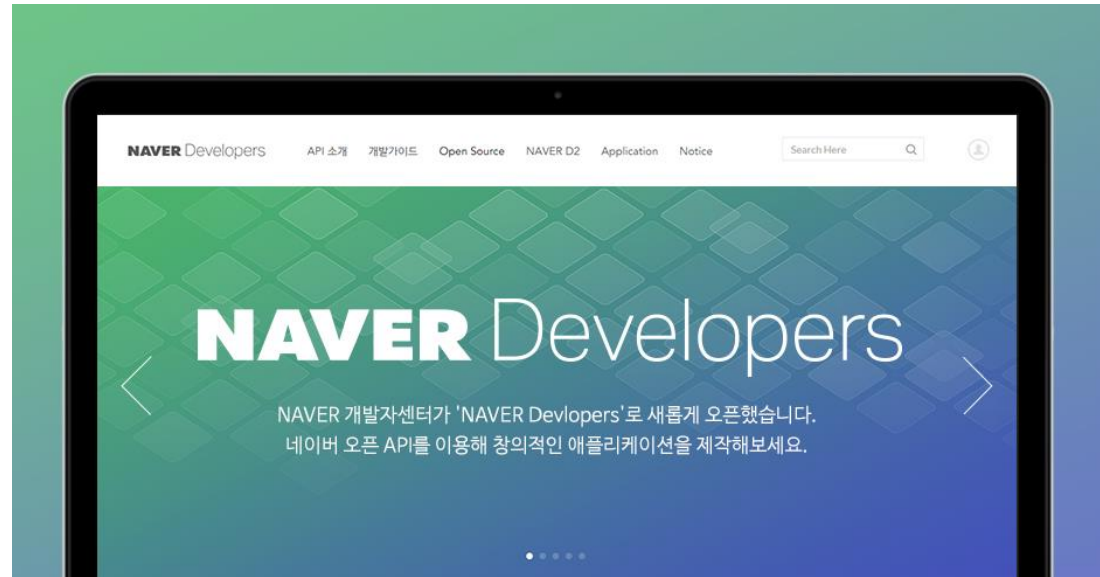 NAVER Developers API 소개 개발가이드 Open Source NAVER D2 Application Notice Search Here
NAVER Developers
NAVER 개발자센터가 'NAVER Devlopers'로 새롭게 오픈했습니다.
네이버 오픈 API를 이용해 창의적인 애플리케이션을 제작해보세요.